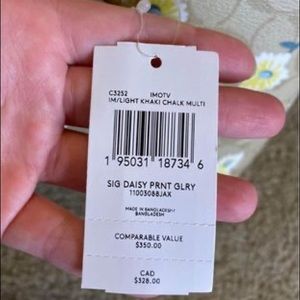 C3252 IMOTV
IM/LIGHT KHAKI CHALK MULTI
1 95031 18734 6
SIG DAISY PRNT GLRY
11003088JAX
MADE IN BANGLADESH/
BANGLADESH
COMPARABLE VALUE
$350.00
CAD
$328.00